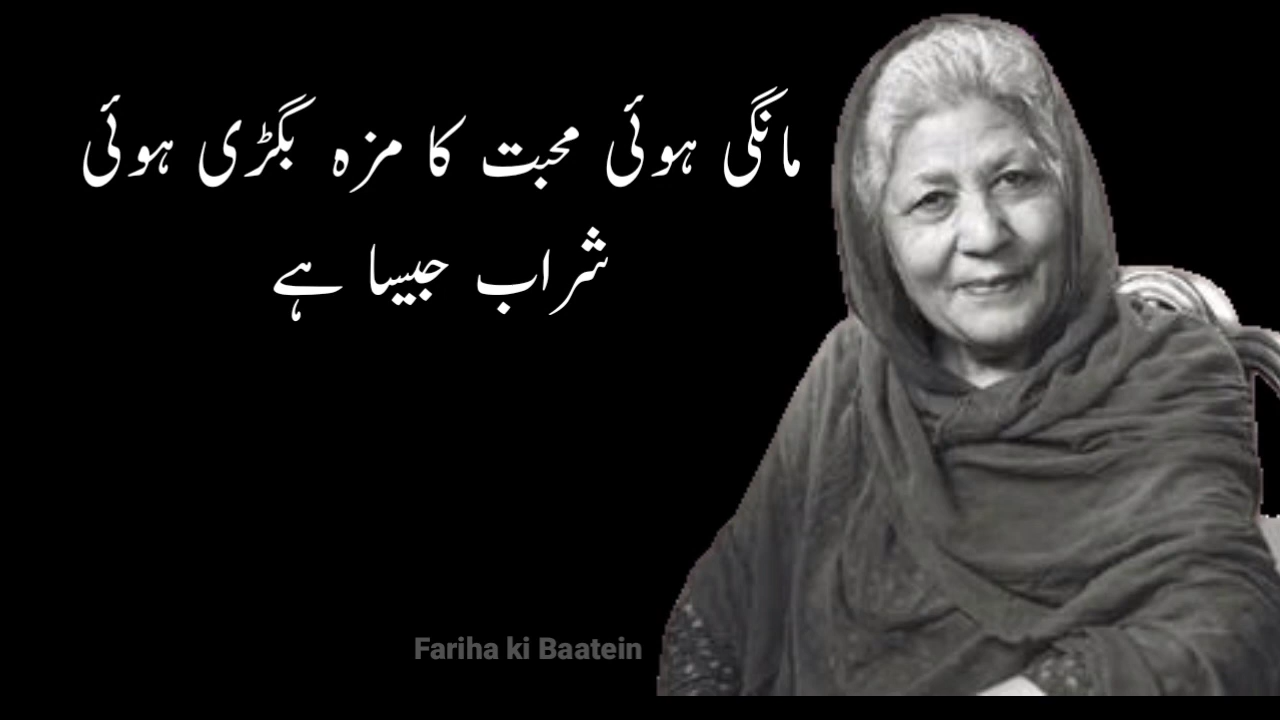 مانگی ہوئی محبت کا مزہ بگڑی ہوئی
شراب جیسا ہے
Fariha ki Baatein